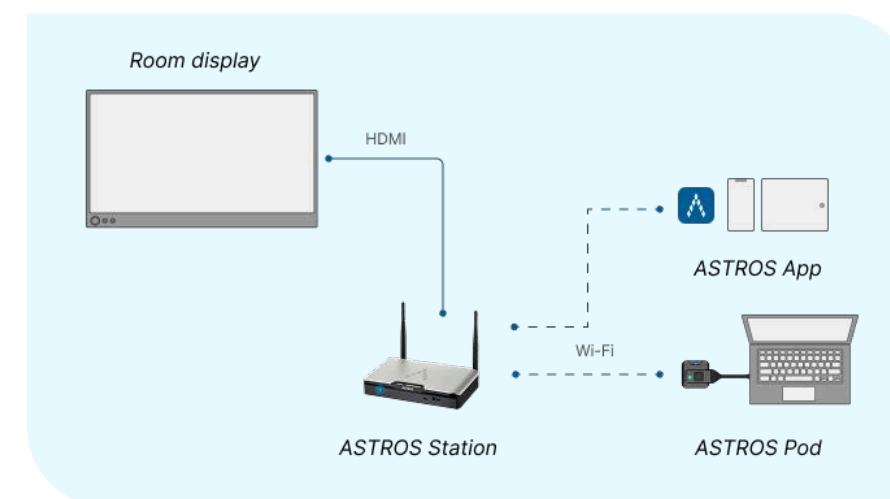 Room display
HDMI
ASTROS App
Wi-Fi
ASTROS Station
ASTROS Pod